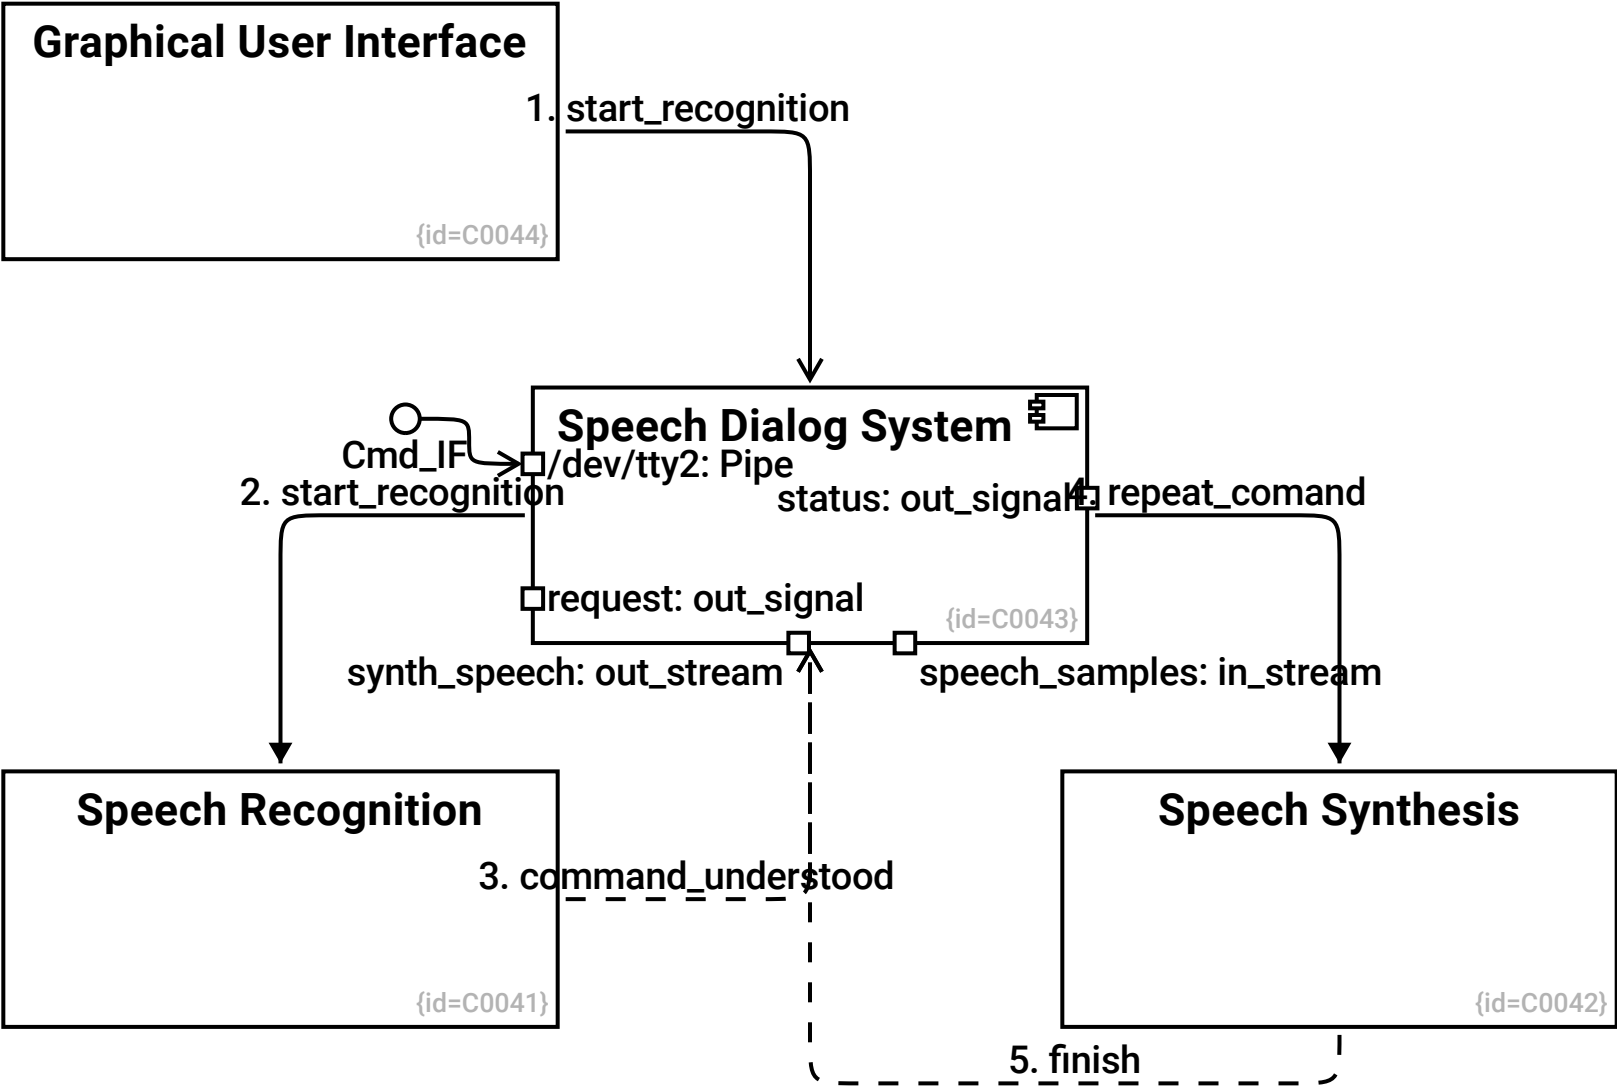 Graphical User Interface
1. start_recognition
{id=C0044}
Speech Dialog System
Cmd_IF
/dev/tty2: Pipe
2. start_recognition
status: out_signal
4. repeat_comand
request: out_signal
{id=C0043}
synth_speech: out_stream
speech_samples: in_stream
Speech Recognition
Speech Synthesis
3. command_understood
{id=C0041}
{id=C0042}
5. finish